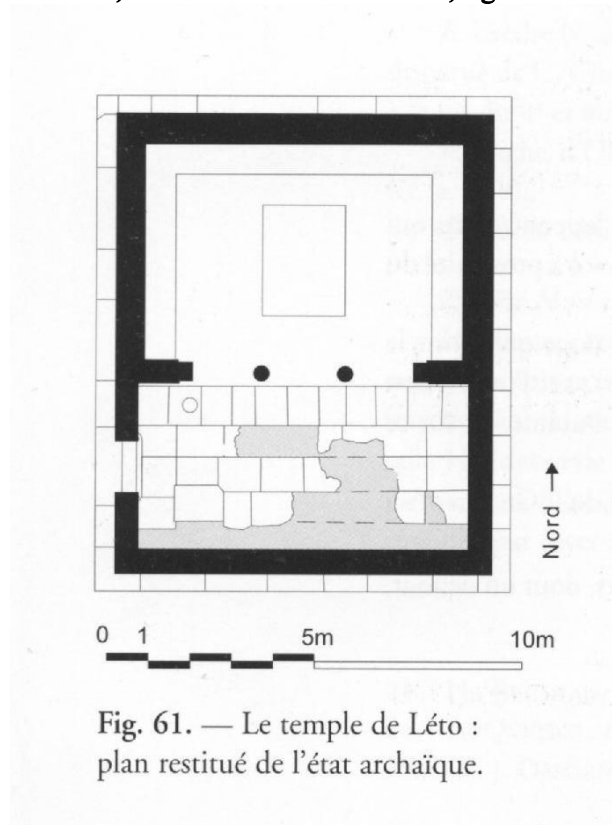 Nord
0 1 5m 10m
Fig. 61. — Le temple de Léto :
plan restitué de l'état archaïque.